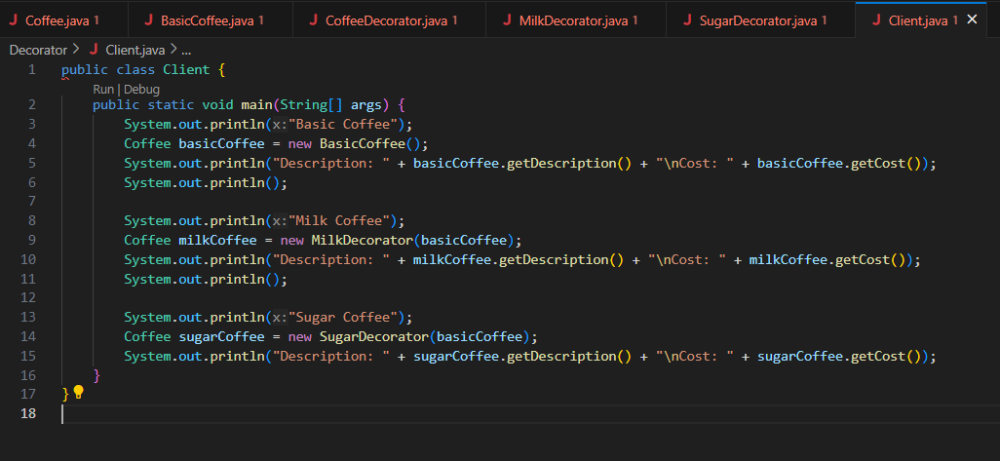 Coffee.java 1 BasicCoffee.java 1 CoffeeDecorator.java 1 MilkDecorator.java 1 SugarDecorator.java 1 Client.java 1
Decorator > Client.java > ...
1 public class Client {
Run | Debug
2 public static void main(String[] args) {
3 System.out.println(x:"Basic Coffee");
4 Coffee basicCoffee = new BasicCoffee();
5 System.out.println("Description: " + basicCoffee.getDescription() + "\nCost: " + basicCoffee.getCost());
6 System.out.println();
7
8 System.out.println(x:"Milk Coffee");
9 Coffee milkCoffee = new MilkDecorator(basicCoffee);
10 System.out.println("Description: " + milkCoffee.getDescription() + "\nCost: " + milkCoffee.getCost());
11 System.out.println();
12
13 System.out.println(x:"Sugar Coffee");
14 Coffee sugarCoffee = new SugarDecorator(basicCoffee);
15 System.out.println("Description: " + sugarCoffee.getDescription() + "\nCost: " + sugarCoffee.getCost());
16 }
17 }
18